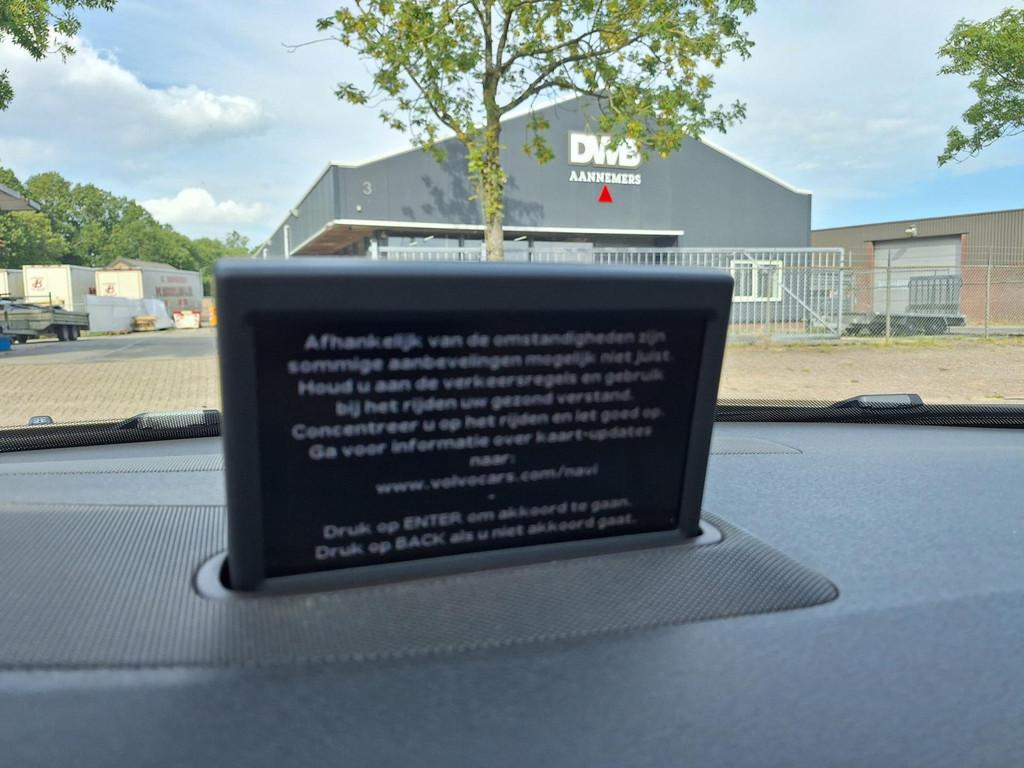 3
DWB
AANNEMERS
Afhankelijk van de omstandigheden zijn
sommige aanbevelingen mogelijk niet juist.
Houd u aan de verkeersregels en gebruik
bij het rijden uw gezond verstand.
Concentreer u op het rijden en let goed op.
Ga voor informatie over kaart-updates
naar:
www.volvocars.com/navi
-
Druk op ENTER om akkoord te gaan.
Druk op BACK als u niet akkoord gaat.